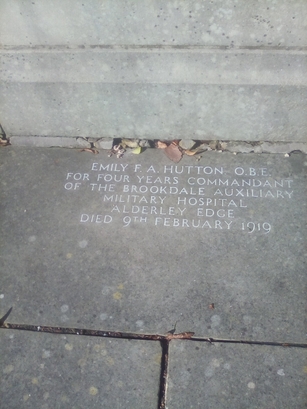 EMILY F. A. HUTTON O.B.E.
FOR FOUR YEARS COMMANDANT
OF THE BROOKDALE AUXILIARY
MILITARY HOSPITAL
ALDERLEY EDGE
DIED 9TH FEBRUARY 1919